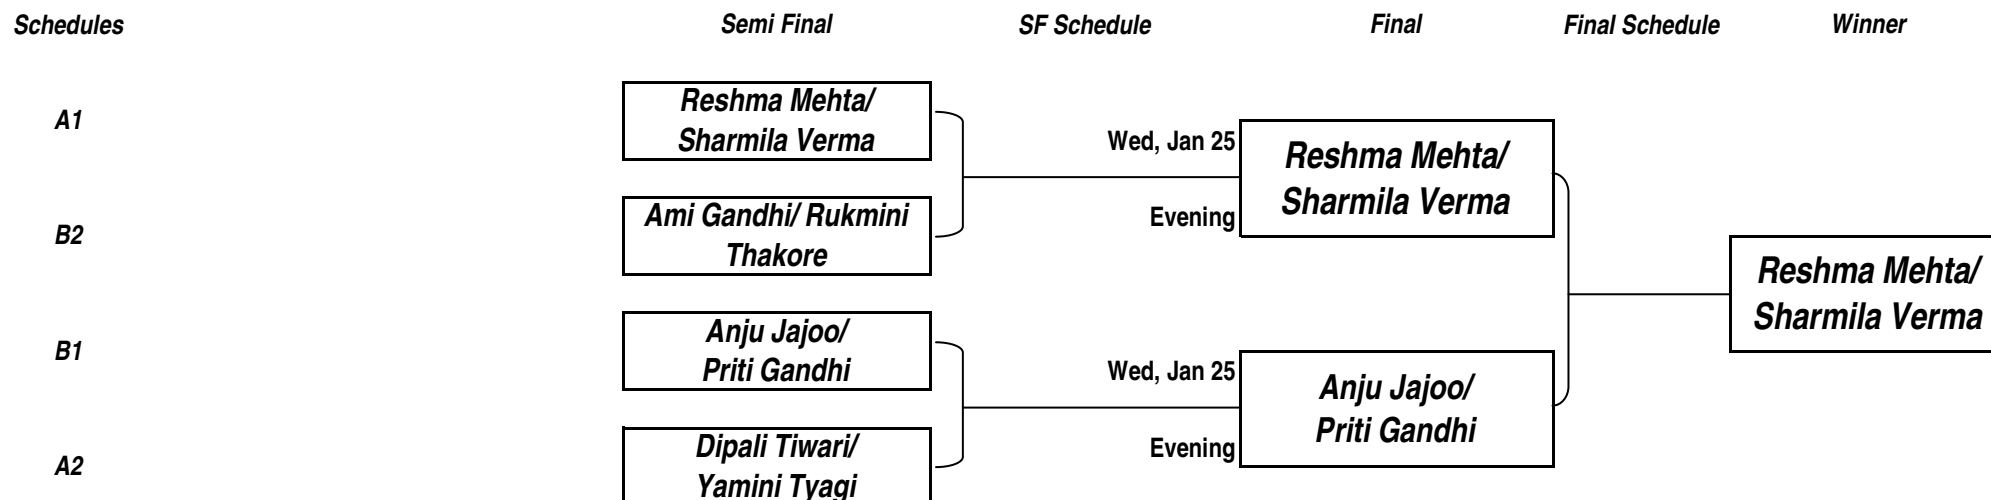 Schedules Semi Final SF Schedule Final Final Schedule Winner
A1
Reshma Mehta/
Sharmila Verma
Wed, Jan 25
Reshma Mehta/
Sharmila Verma
B2
Ami Gandhi/ Rukmini
Thakore
Evening
Reshma Mehta/
Sharmila Verma
B1
Anju Jajoo/
Priti Gandhi
Wed, Jan 25
Anju Jajoo/
Priti Gandhi
A2
Dipali Tiwari/
Yamini Tyagi
Evening